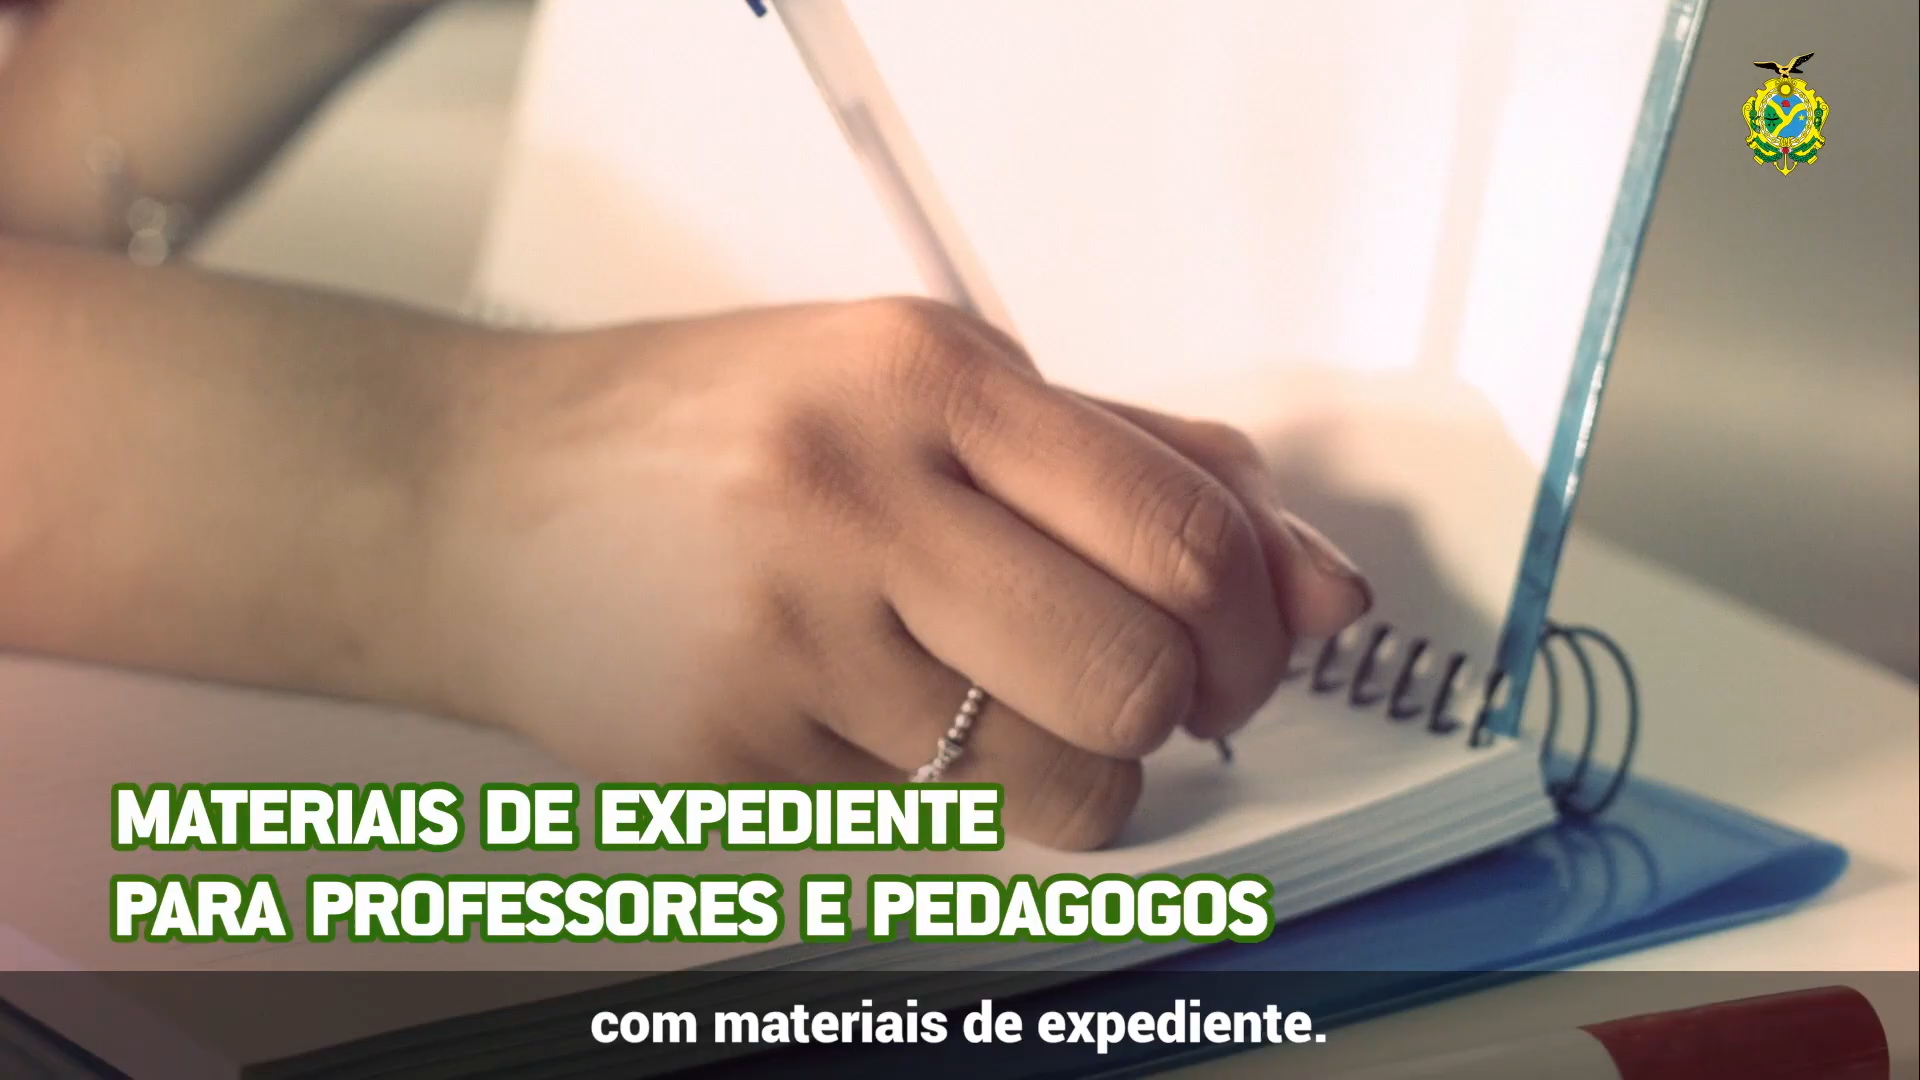 MATERIAIS DE EXPEDIENTE
PARA PROFESSORES E PEDAGOGOS
com materiais de expediente.